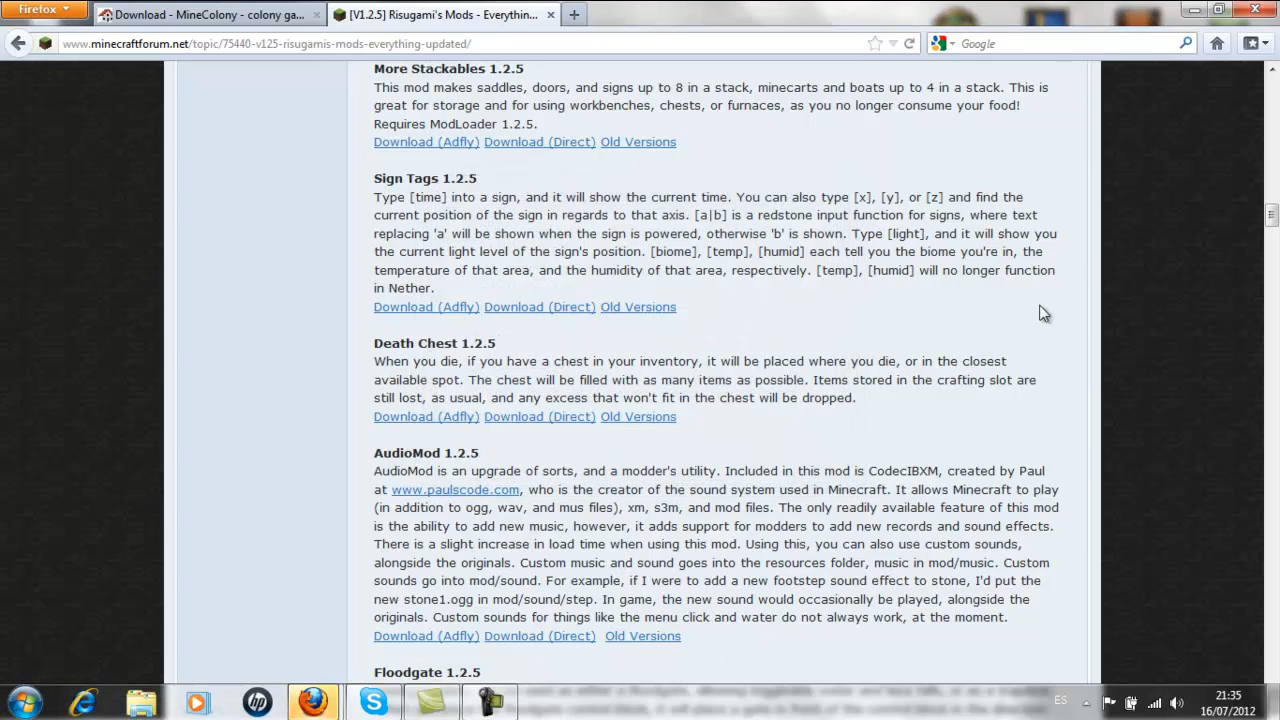 Firefox
Download - MineColony - colony ga...
[V1.2.5] Risugami's Mods - Everythin...
www.minecraftforum.net/topic/75440-v125-risugamis-mods-everything-updated/
Google
More Stackables 1.2.5
This mod makes saddles, doors, and signs up to 8 in a stack, minecarts and boats up to 4 in a stack. This is
great for storage and for using workbenches, chests, or furnaces, as you no longer consume your food!
Requires ModLoader 1.2.5.
Download (Adfly) Download (Direct) Old Versions
Sign Tags 1.2.5
Type [time] into a sign, and it will show the current time. You can also type [x], [y], or [z] and find the
current position of the sign in regards to that axis. [a|b] is a redstone input function for signs, where text
replacing 'a' will be shown when the sign is powered, otherwise 'b' is shown. Type [light], and it will show you
the current light level of the sign's position. [biome], [temp], [humid] each tell you the biome you're in, the
temperature of that area, and the humidity of that area, respectively. [temp], [humid] will no longer function
in Nether.
Download (Adfly) Download (Direct) Old Versions
Death Chest 1.2.5
When you die, if you have a chest in your inventory, it will be placed where you die, or in the closest
available spot. The chest will be filled with as many items as possible. Items stored in the crafting slot are
still lost, as usual, and any excess that won't fit in the chest will be dropped.
Download (Adfly) Download (Direct) Old Versions
AudioMod 1.2.5
AudioMod is an upgrade of sorts, and a modder's utility. Included in this mod is CodecIBXM, created by Paul
at www.paulscode.com, who is the creator of the sound system used in Minecraft. It allows Minecraft to play
(in addition to ogg, wav, and mus files), xm, s3m, and mod files. The only readily available feature of this mod
is the ability to add new music, however, it adds support for modders to add new records and sound effects.
There is a slight increase in load time when using this mod. Using this, you can also use custom sounds,
alongside the originals. Custom music and sound goes into the resources folder, music in mod/music. Custom
sounds go into mod/sound. For example, if I were to add a new footstep sound effect to stone, I'd put the
new stone1.ogg in mod/sound/step. In game, the new sound would occasionally be played, alongside the
originals. Custom sounds for things like the menu click and water do not always work, at the moment.
Download (Adfly) Download (Direct) Old Versions
Floodgate 1.2.5
hp
ES
21:35
16/07/2012